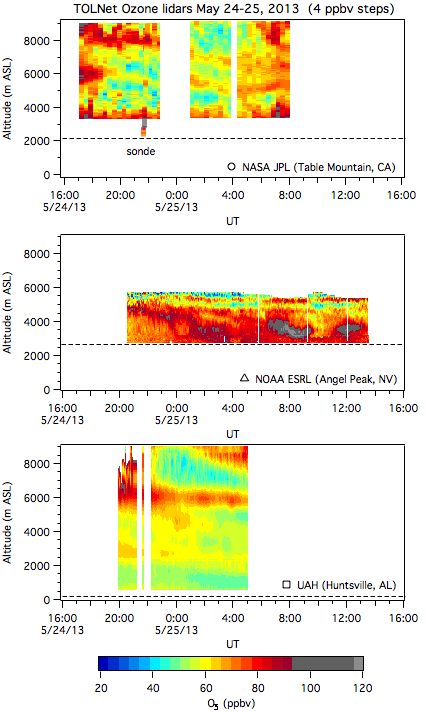 TOLNet Ozone lidars May 24-25, 2013 (4 ppbv steps)
Altitude (m ASL)
8000
6000
4000
2000
0
sonde
NASA JPL (Table Mountain, CA)
16:00 20:00 0:00 4:00 8:00 12:00 16:00
5/24/13 5/25/13
UT
Altitude (m ASL)
8000
6000
4000
2000
0
NOAA ESRL (Angel Peak, NV)
16:00 20:00 0:00 4:00 8:00 12:00 16:00
5/24/13 5/25/13
UT
Altitude (m ASL)
8000
6000
4000
2000
0
UAH (Huntsville, AL)
16:00 20:00 0:00 4:00 8:00 12:00 16:00
5/24/13 5/25/13
UT
20 40 60 80 100 120
O3 (ppbv)